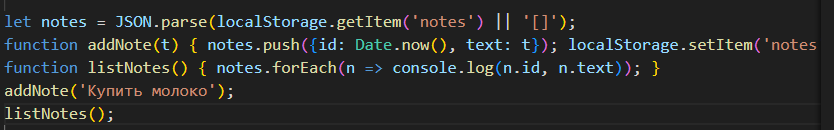 let notes = JSON.parse(localStorage.getItem('notes') || '[]');
function addNote(t) { notes.push({id: Date.now(), text: t}); localStorage.setItem('notes
function listNotes() { notes.forEach(n => console.log(n.id, n.text)); }
addNote('Купить молоко');
listNotes();